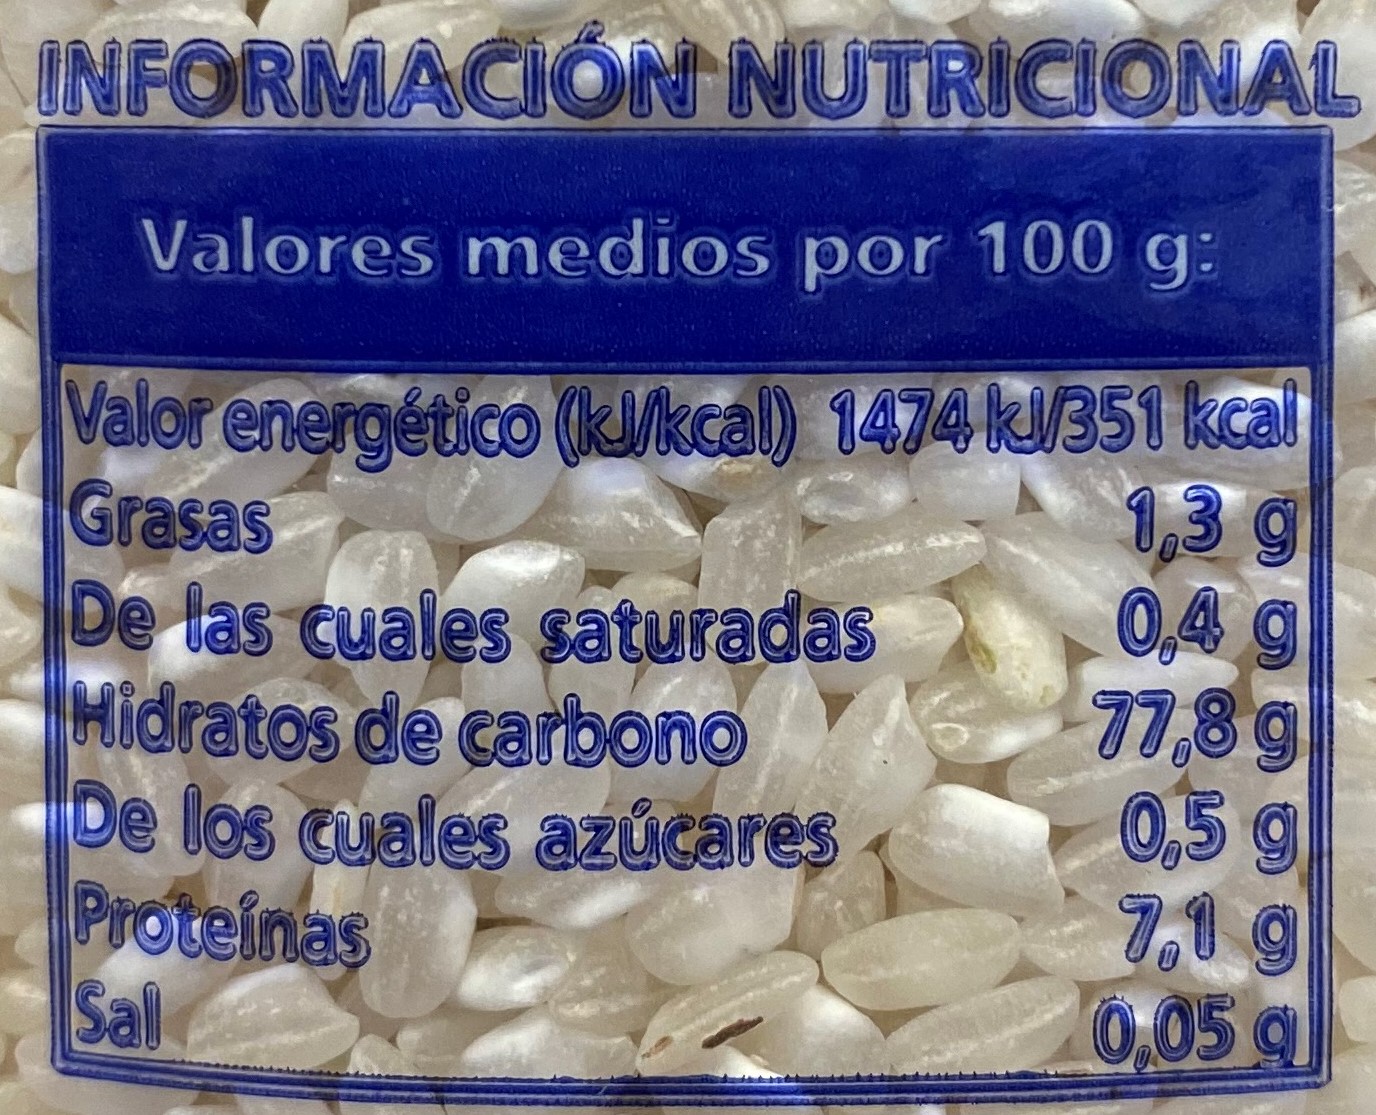 INFORMACIÓN NUTRICIONAL
Valores medios por 100 g:
Valor energético (kJ/kcal) 1474 kJ/351 kcal
Grasas 1,3 g
De las cuales saturadas 0,4 g
Hidratos de carbono 77,8 g
De los cuales azúcares 0,5 g
Proteínas 7,1 g
Sal 0,05 g